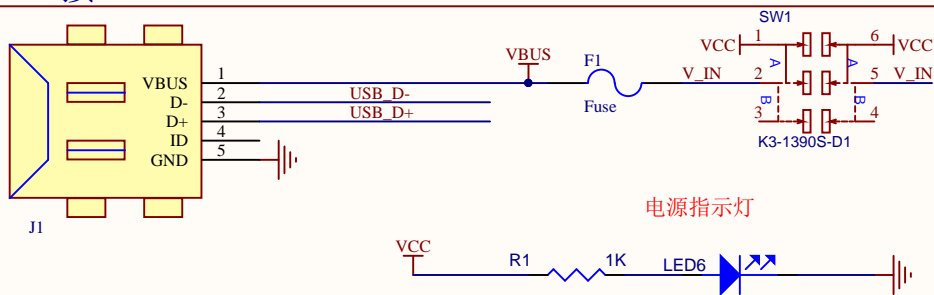 SW1
VCC 1 6 VCC
A A
VBUS F1
VBUS 1 V_IN 2 5 V_IN
D- 2 USB_D-
B B
D+ 3 USB_D+ Fuse 3 4
ID 4 K3-1390S-D1
GND 5
电源指示灯
J1
VCC
R1 1K LED6